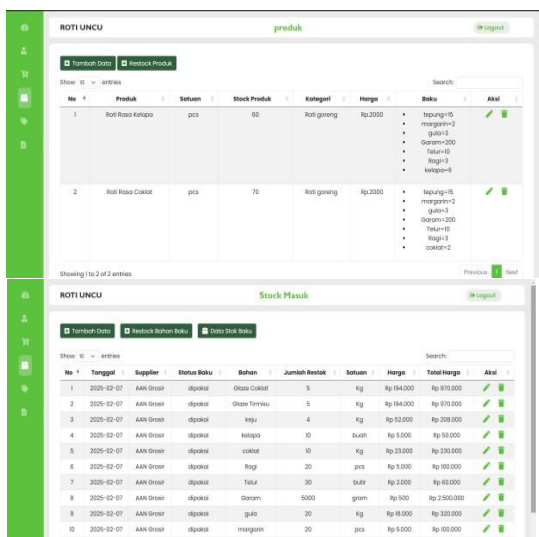 ROTI UNCU produk Logout
Tambah Data Restock Produk
Show 10 entries Search:
No Produk Satuan Stock Produk Kategori Harga Baku Aksi
1 Roti Rasa Kelapa pcs 60 Roti goreng Rp.2000 • tepung=15
• margarin=2
• gula=3
• Garam=200
• Telur=10
• Ragi=3
• kelapa=6
2 Roti Rasa Coklat pcs 70 Roti goreng Rp.2000 • tepung=15
• margarin=2
• gula=3
• Garam=200
• Telur=10
• Ragi=3
• coklat=2
Showing 1 to 2 of 2 entries Previous 1 Next
ROTI UNCU Stock Masuk Logout
Tambah Data Restock Bahan Baku Data Stok Baku
Show 10 entries Search:
No Tanggal Suppiler Status Baku Bahan Jumlah Restok Satuan Harga Total Harga Aksi
1 2025-02-07 AAN Grosir dipakai Glaze Coklat 5 Kg Rp 194.000 Rp 970.000
2 2025-02-07 AAN Grosir dipakai Glaze Tirmisu 5 Kg Rp 194.000 Rp 970.000
3 2025-02-07 AAN Grosir dipakai keju 4 Kg Rp 52.000 Rp 208.000
4 2025-02-07 AAN Grosir dipakai kelapa 10 buah Rp 5.000 Rp 50.000
5 2025-02-07 AAN Grosir dipakai coklat 10 Kg Rp 23.000 Rp 230.000
6 2025-02-07 AAN Grosir dipakai Ragi 20 pcs Rp 5.000 Rp 100.000
7 2025-02-07 AAN Grosir dipakai Telur 30 butir Rp 2.000 Rp 60.000
8 2025-02-07 AAN Grosir dipakai Garam 5000 gram Rp 500 Rp 2.500.000
9 2025-02-07 AAN Grosir dipakai gula 20 Kg Rp 16.000 Rp 320.000
10 2025-02-07 AAN Grosir dipakai margarin 20 pcs Rp 5.000 Rp 100.000